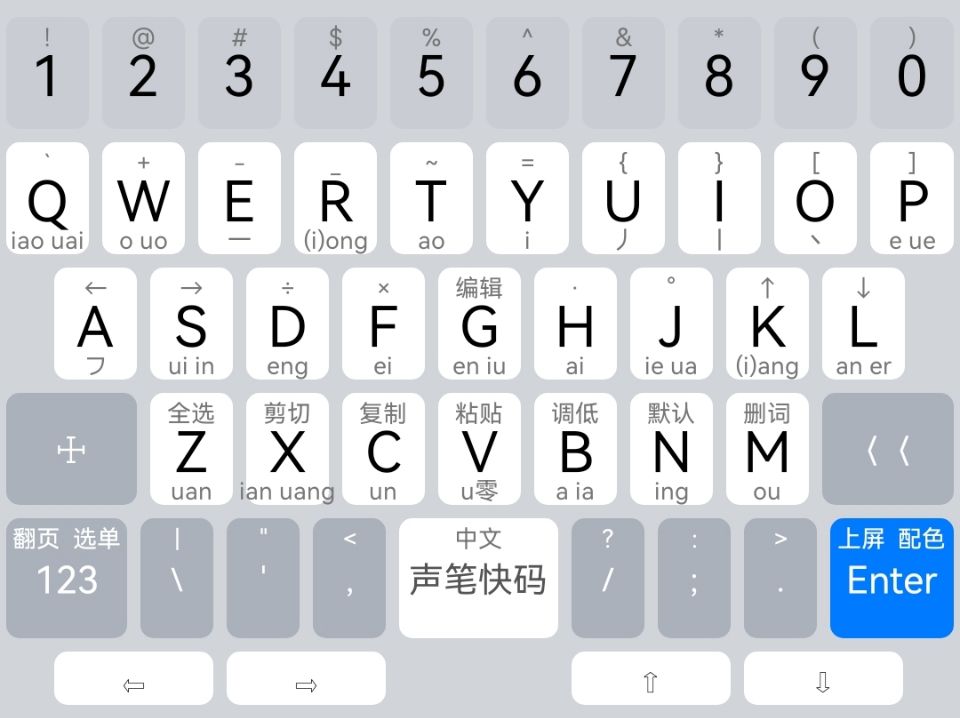 ! @ # $ % ^ & * ( )
1 2 3 4 5 6 7 8 9 0
` + - _ ~ = { } [ ]
Q W E R T Y U I O P
iao uai o uo 一 (i)ong ao i 丿 丨 丶 e ue
← → ÷ × 编辑 · ° ↑ ↓
A S D F G H J K L
フ ui in eng ei en iu ai ie ua (i)ang an er
全选 剪切 复制 粘贴 调低 默认 删词
Z X C V B N M 〈〈
uan ian uang un u零 a ia ing ou
翻页 选单 | " < 中文 ? : > 上屏 配色
123 \ ' , 声笔快码 / ; . Enter
⇦ ⇨ ⇧ ⇩